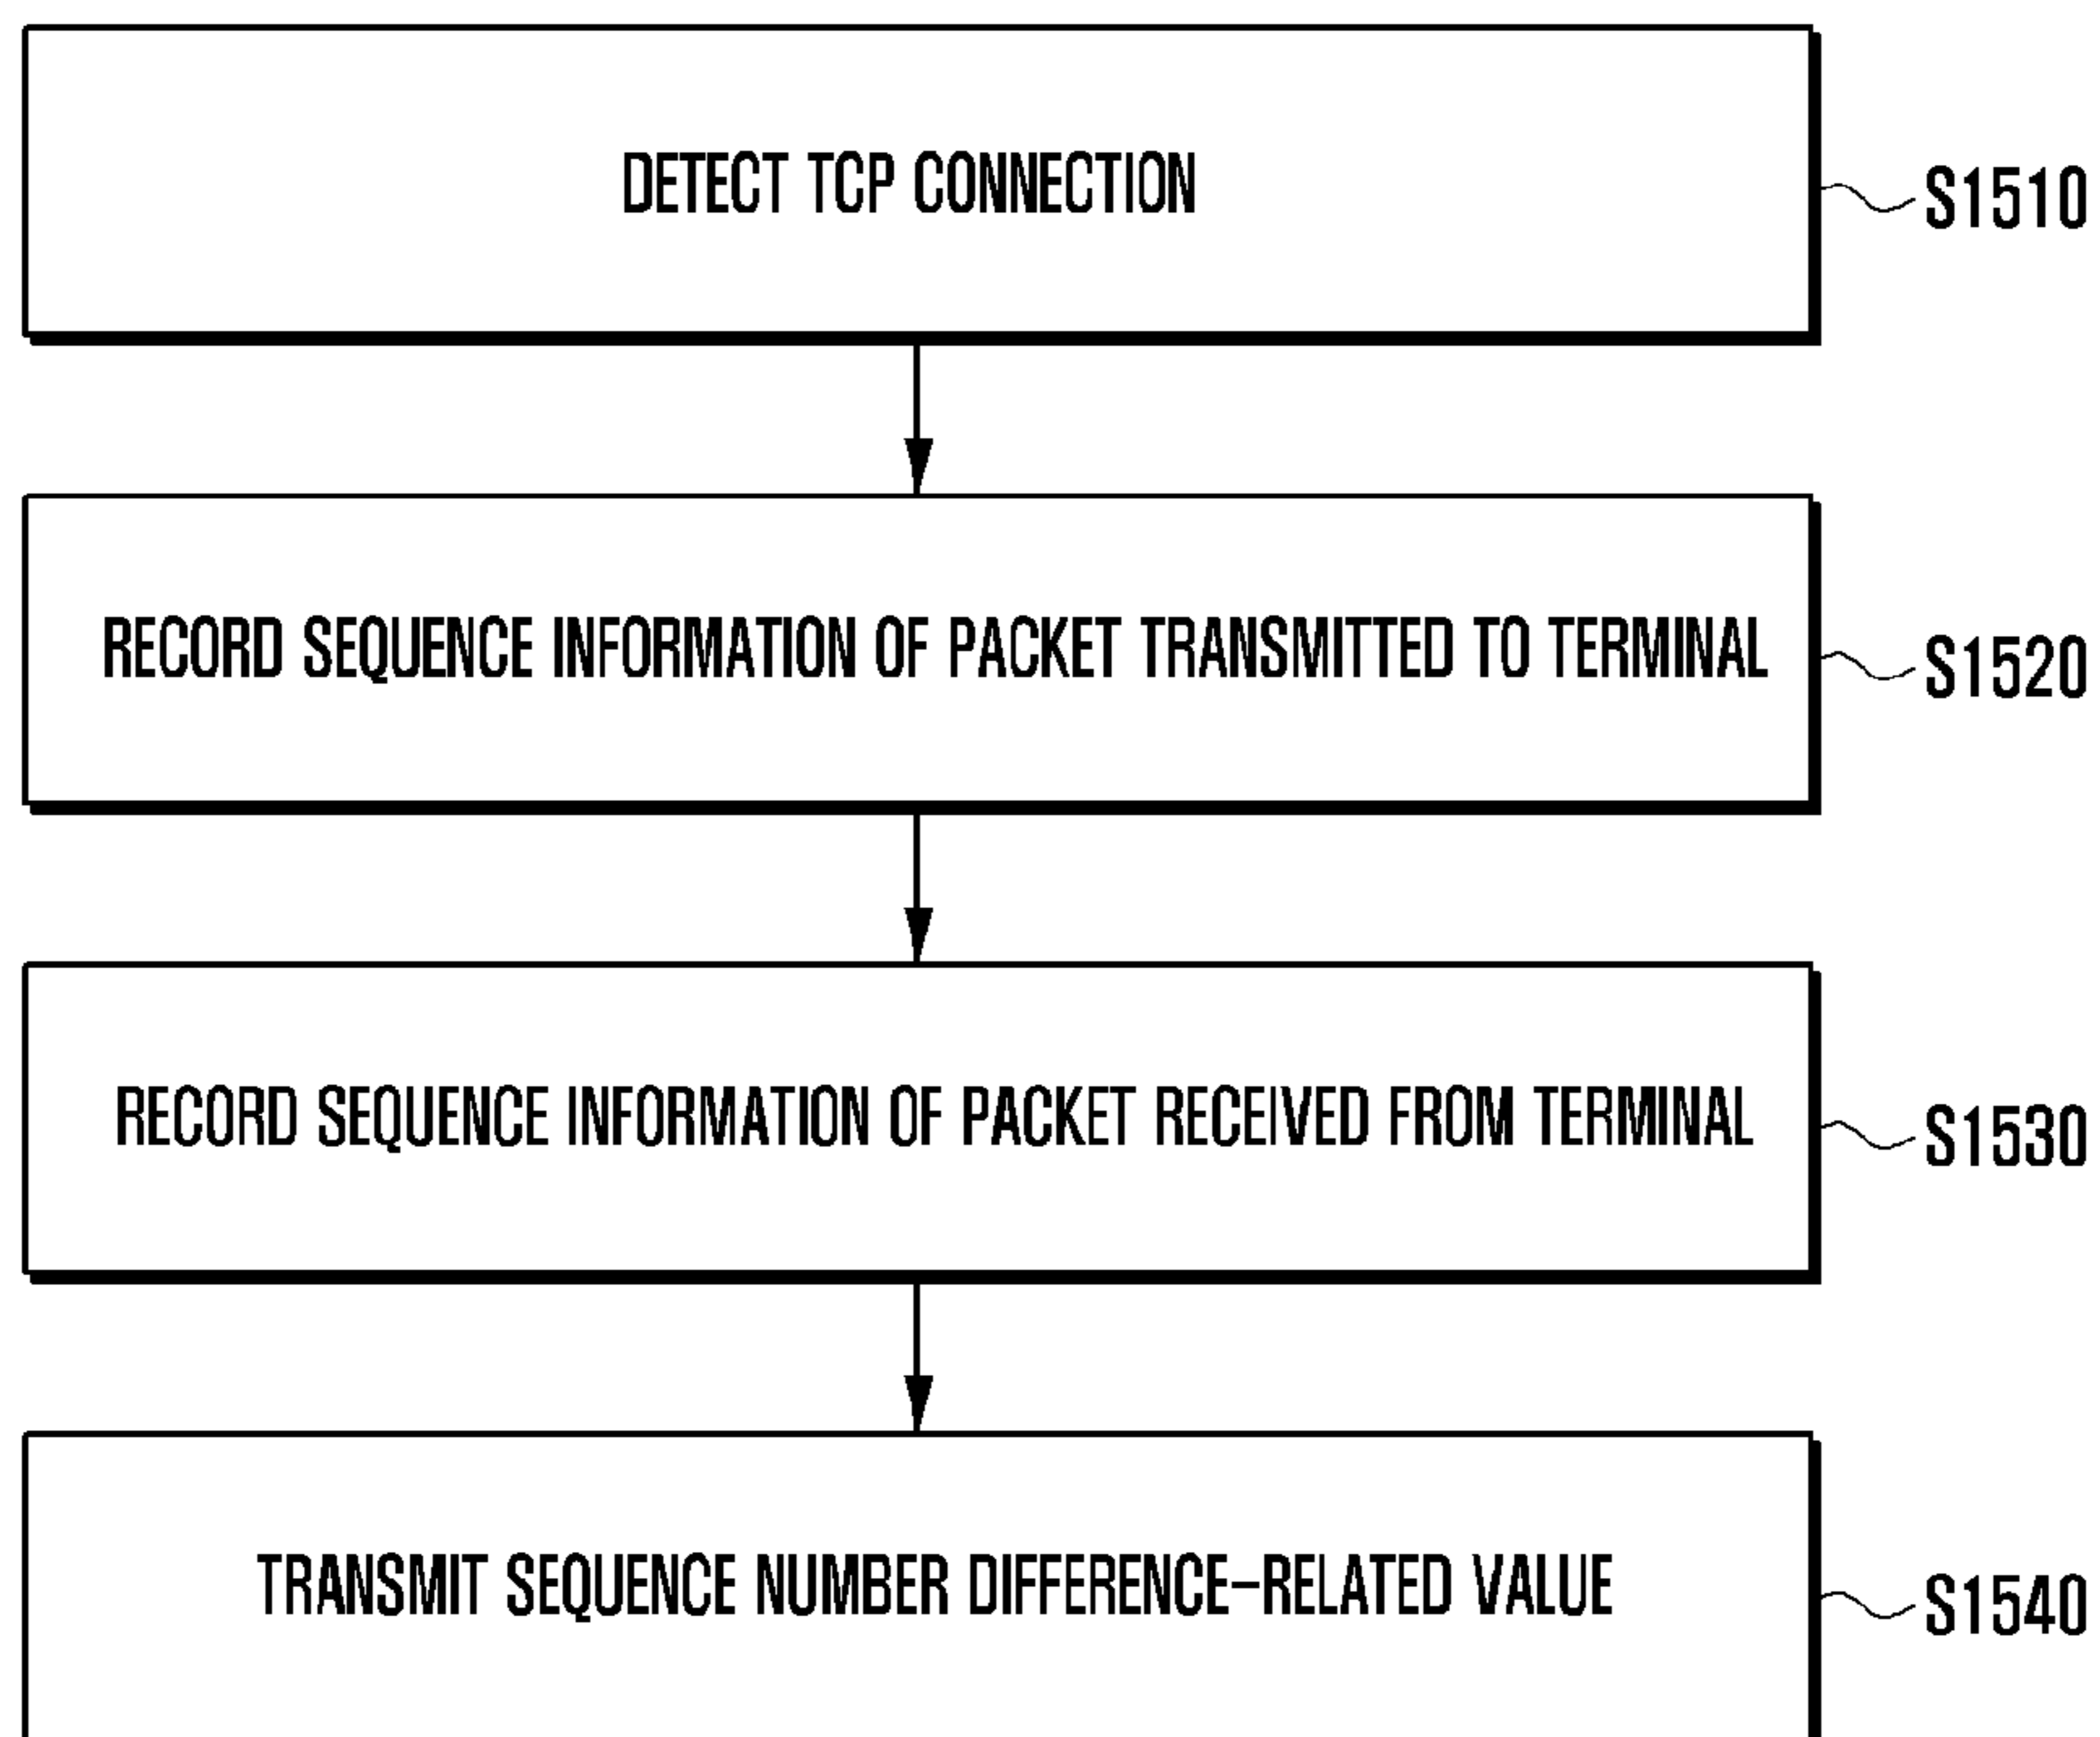 DETECT TCP CONNECTION
S1510
RECORD SEQUENCE INFORMATION OF PACKET TRANSMITTED TO TERMINAL
S1520
RECORD SEQUENCE INFORMATION OF PACKET RECEIVED FROM TERMINAL
S1530
TRANSMIT SEQUENCE NUMBER DIFFERENCE-RELATED VALUE
S1540